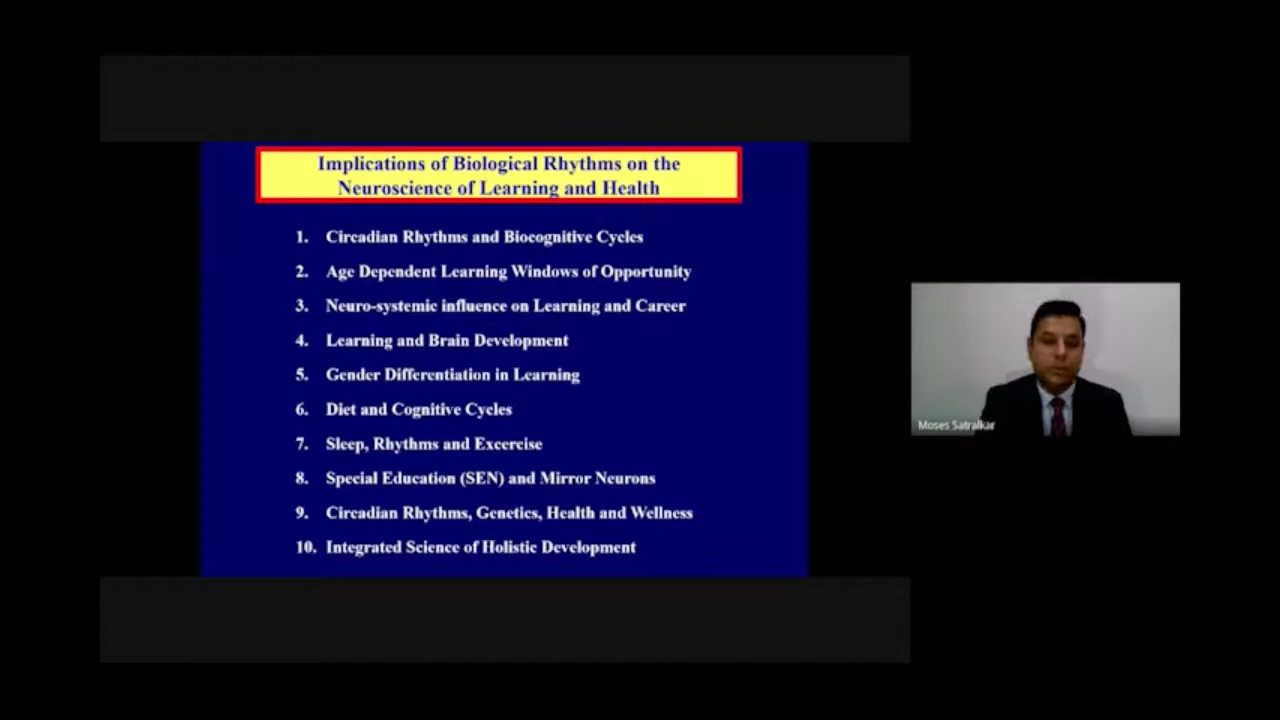 Implications of Biological Rhythms on the
Neuroscience of Learning and Health
1. Circadian Rhythms and Biocognitive Cycles
2. Age Dependent Learning Windows of Opportunity
3. Neuro-systemic influence on Learning and Career
4. Learning and Brain Development
5. Gender Differentiation in Learning
6. Diet and Cognitive Cycles
7. Sleep, Rhythms and Excercise
8. Special Education (SEN) and Mirror Neurons
9. Circadian Rhythms, Genetics, Health and Wellness
10. Integrated Science of Holistic Development
Moses Satralkar